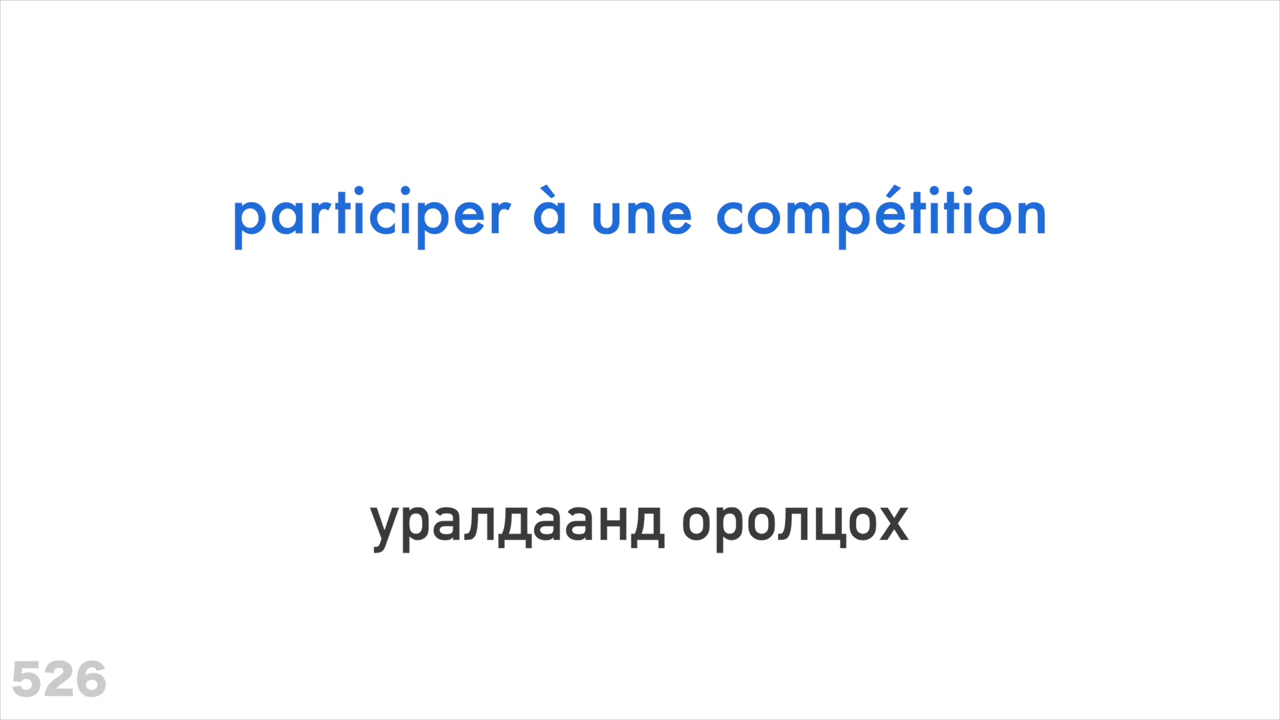 participer à une compétition
уралдаанд оролцох
526